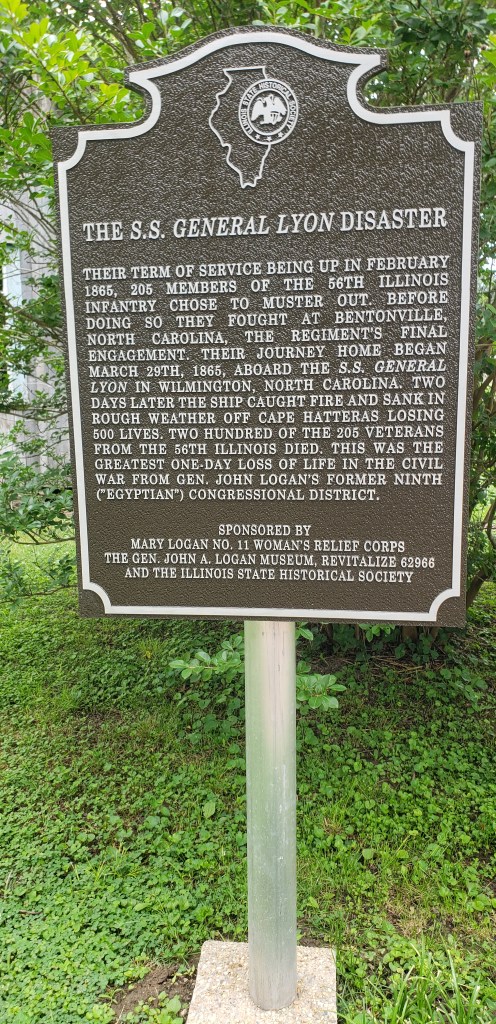 ILLINOIS STATE HISTORICAL SOCIETY
THE S.S. GENERAL LYON DISASTER
THEIR TERM OF SERVICE BEING UP IN FEBRUARY
1865, 205 MEMBERS OF THE 56TH ILLINOIS
INFANTRY CHOSE TO MUSTER OUT. BEFORE
DOING SO THEY FOUGHT AT BENTONVILLE,
NORTH CAROLINA, THE REGIMENT'S FINAL
ENGAGEMENT. THEIR JOURNEY HOME BEGAN
MARCH 29TH, 1865, ABOARD THE S.S. GENERAL
LYON IN WILMINGTON, NORTH CAROLINA. TWO
DAYS LATER THE SHIP CAUGHT FIRE AND SANK IN
ROUGH WEATHER OFF CAPE HATTERAS LOSING
500 LIVES. TWO HUNDRED OF THE 205 VETERANS
FROM THE 56TH ILLINOIS DIED. THIS WAS THE
GREATEST ONE-DAY LOSS OF LIFE IN THE CIVIL
WAR FROM GEN. JOHN LOGAN'S FORMER NINTH
("EGYPTIAN") CONGRESSIONAL DISTRICT.
SPONSORED BY
MARY LOGAN NO. 11 WOMAN'S RELIEF CORPS
THE GEN. JOHN A. LOGAN MUSEUM, REVITALIZE 62966
AND THE ILLINOIS STATE HISTORICAL SOCIETY